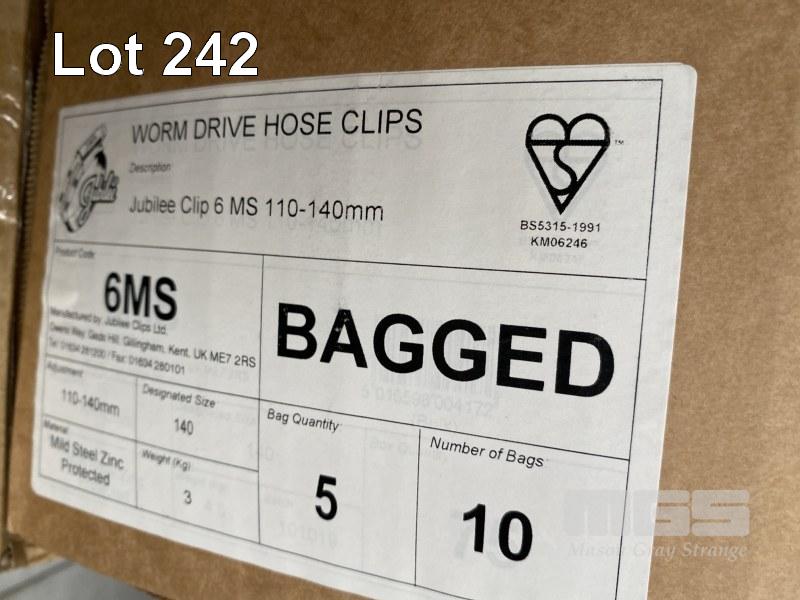 Lot 242
WORM DRIVE HOSE CLIPS
Description
Jubilee Clip 6 MS 110-140mm
TM
BS5315-1991
KM06246
Product Code
6MS
Manufactured by: Jubilee Clips Ltd.
Owens Way, Gads Hill, Gillingham, Kent. UK ME7 2RS
Tel: 01634 281200 / Fax: 01634 280101
BAGGED
Adjustment
110-140mm
Designated Size
140
Material
Mild Steel Zinc
Protected
Weight (Kg)
3
Bag Quantity
5
Number of Bags
10
MGS
Mason Gray Strange